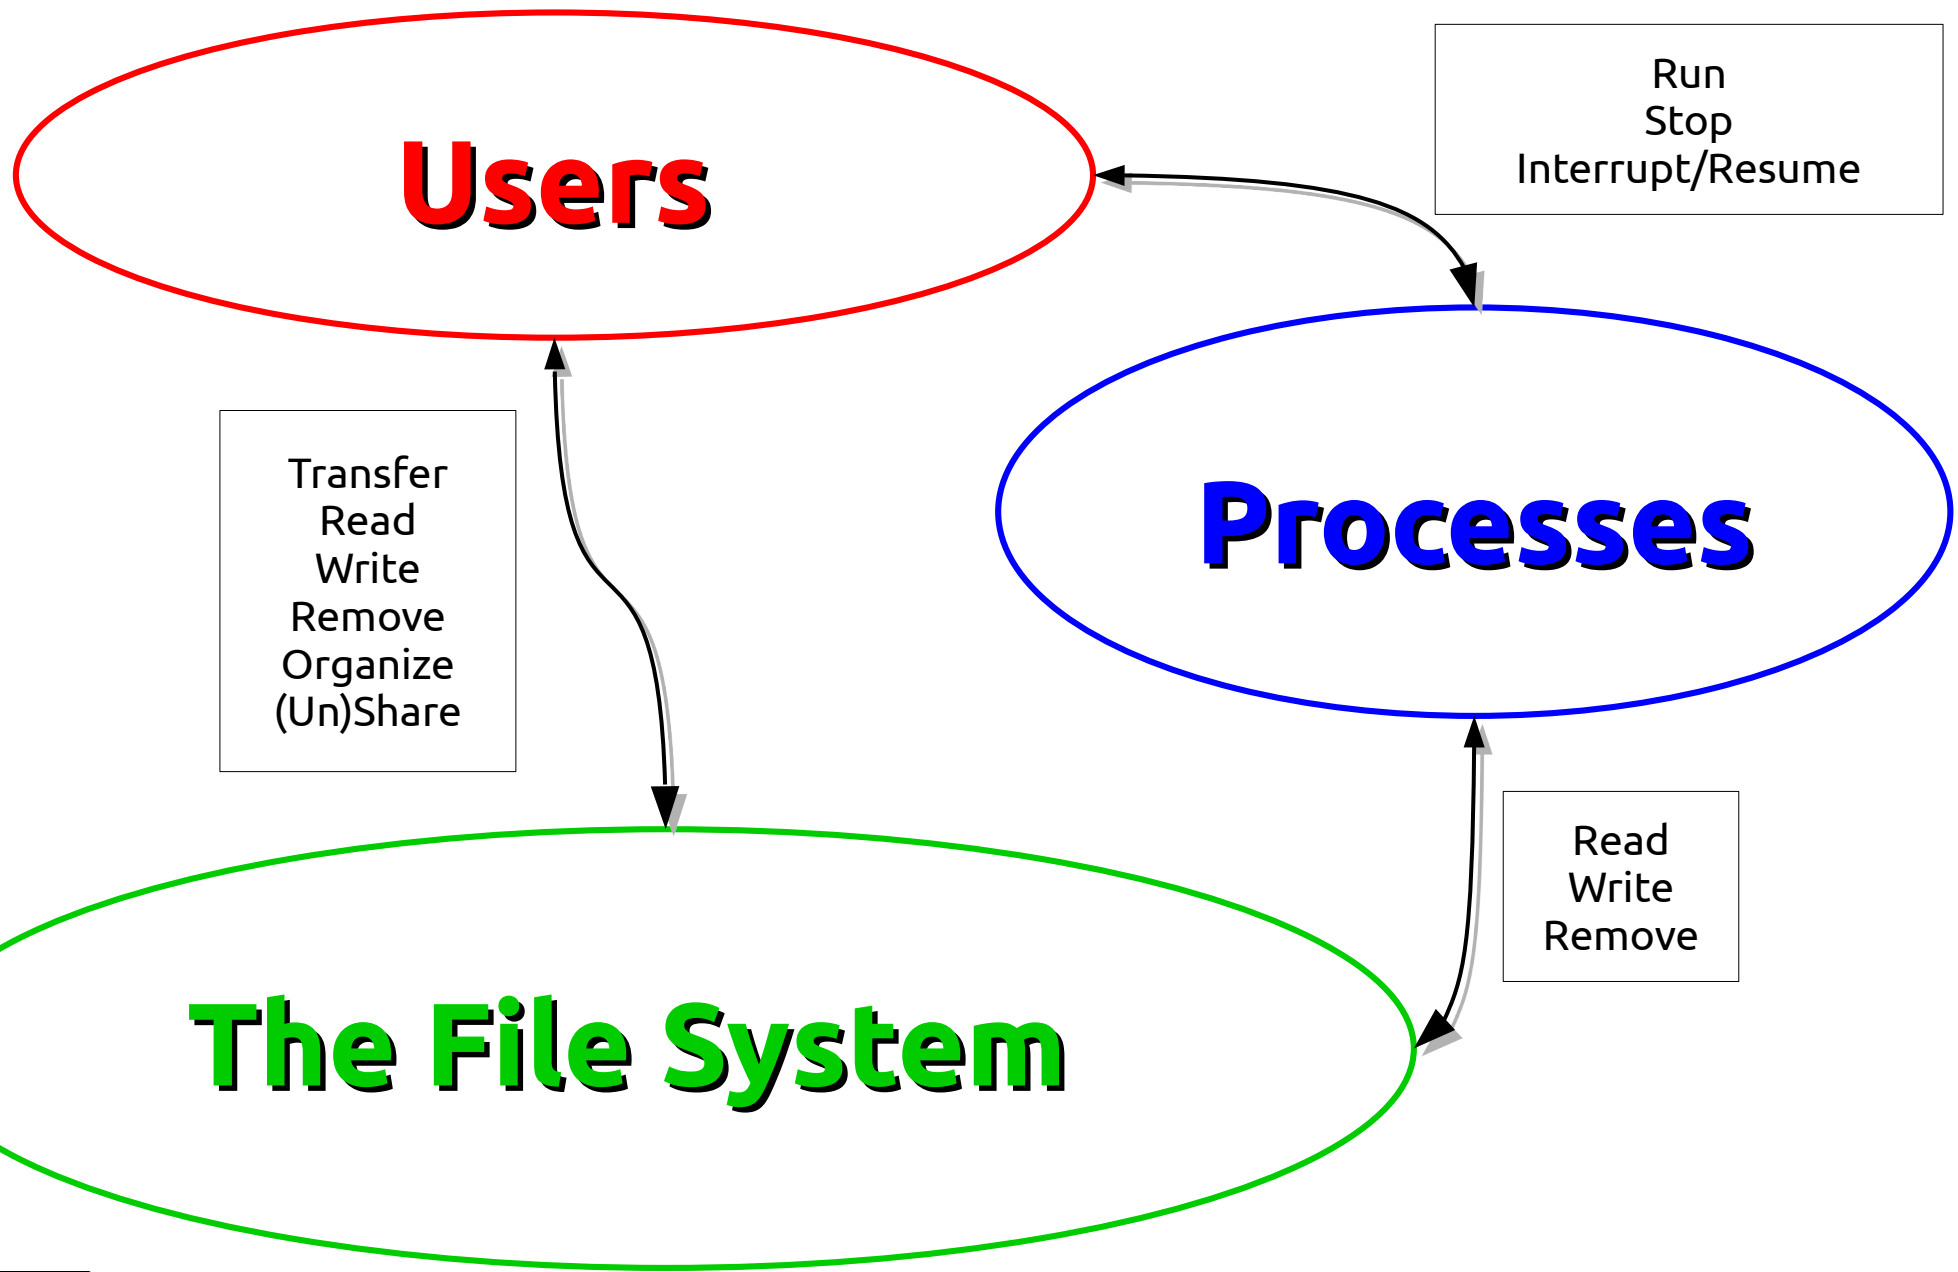 Users
Run
Stop
Interrupt/Resume
Processes
Transfer
Read
Write
Remove
Organize
(Un)Share
Read
Write
Remove
The File System